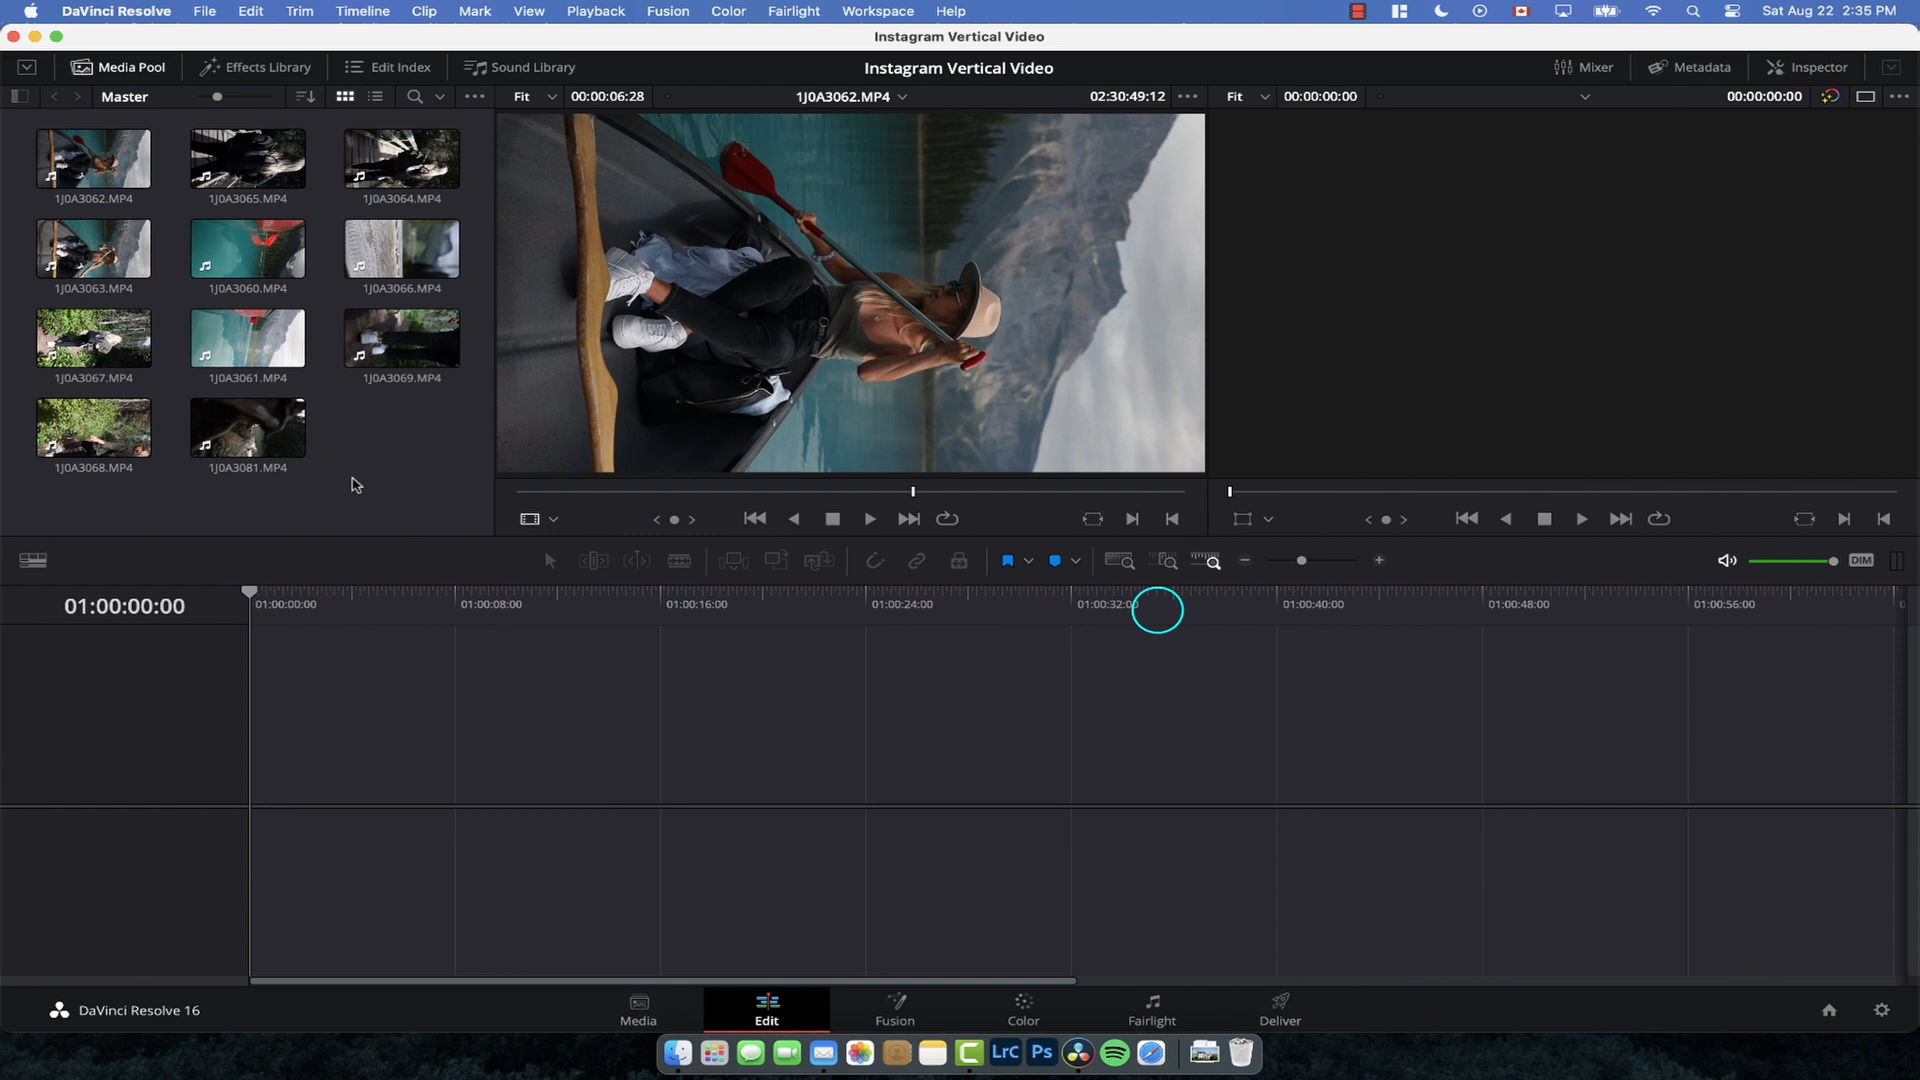 DaVinci Resolve File Edit Trim Timeline Clip Mark View Playback Fusion Color Fairlight Workspace Help Sat Aug 22 2:35 PM
Instagram Vertical Video
Media Pool Effects Library Edit Index Sound Library Instagram Vertical Video Mixer Metadata Inspector
Master Fit 00:00:06:28 1J0A3062.MP4 02:30:49:12 Fit 00:00:00:00 00:00:00:00
1J0A3062.MP4 1J0A3065.MP4 1J0A3064.MP4
1J0A3063.MP4 1J0A3060.MP4 1J0A3066.MP4
1J0A3067.MP4 1J0A3061.MP4 1J0A3069.MP4
1J0A3068.MP4 1J0A3081.MP4
DIM
01:00:00:00 01:00:00:00 01:00:08:00 01:00:16:00 01:00:24:00 01:00:32:00 01:00:40:00 01:00:48:00 01:00:56:00
DaVinci Resolve 16 Media Edit Fusion Color Fairlight Deliver
LrC Ps